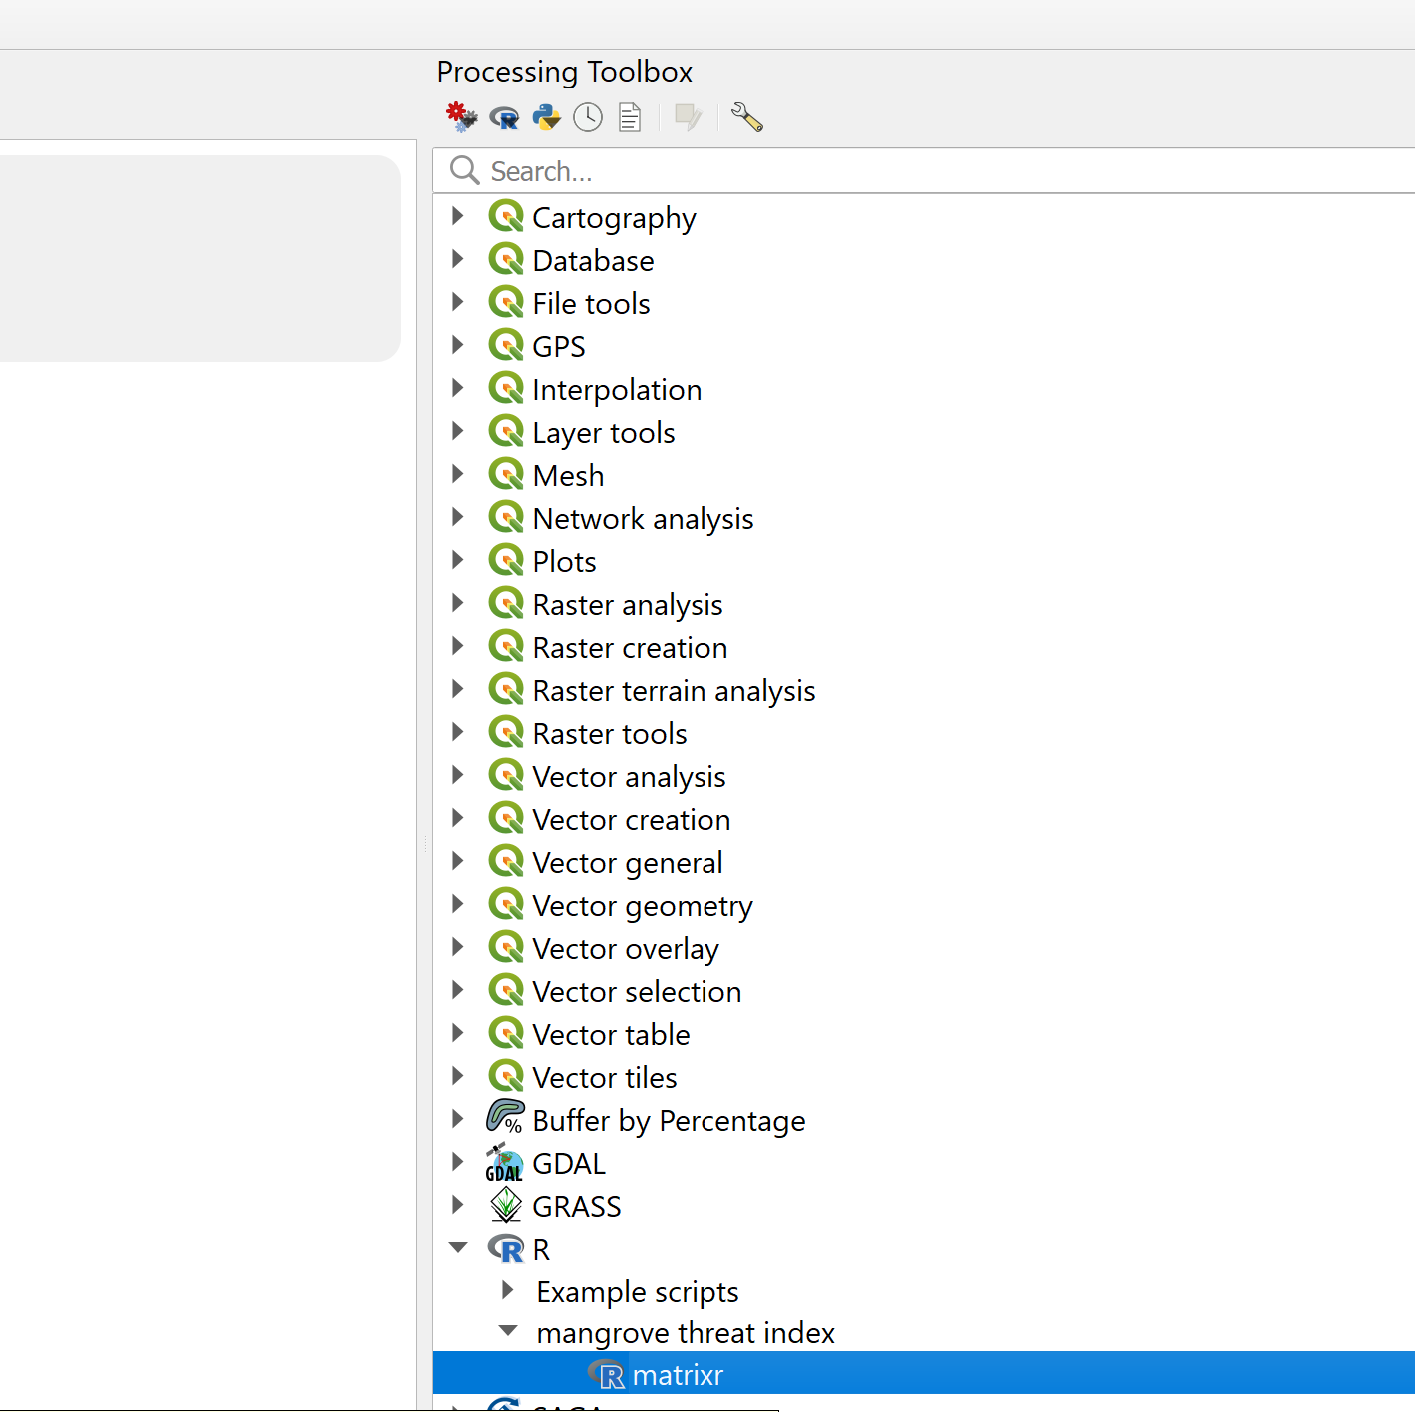 Processing Toolbox
Search...
Cartography
Database
File tools
GPS
Interpolation
Layer tools
Mesh
Network analysis
Plots
Raster analysis
Raster creation
Raster terrain analysis
Raster tools
Vector analysis
Vector creation
Vector general
Vector geometry
Vector overlay
Vector selection
Vector table
Vector tiles
% Buffer by Percentage
GDAL GDAL
GRASS
R R
Example scripts
mangrove threat index
R matrixr
SAGA